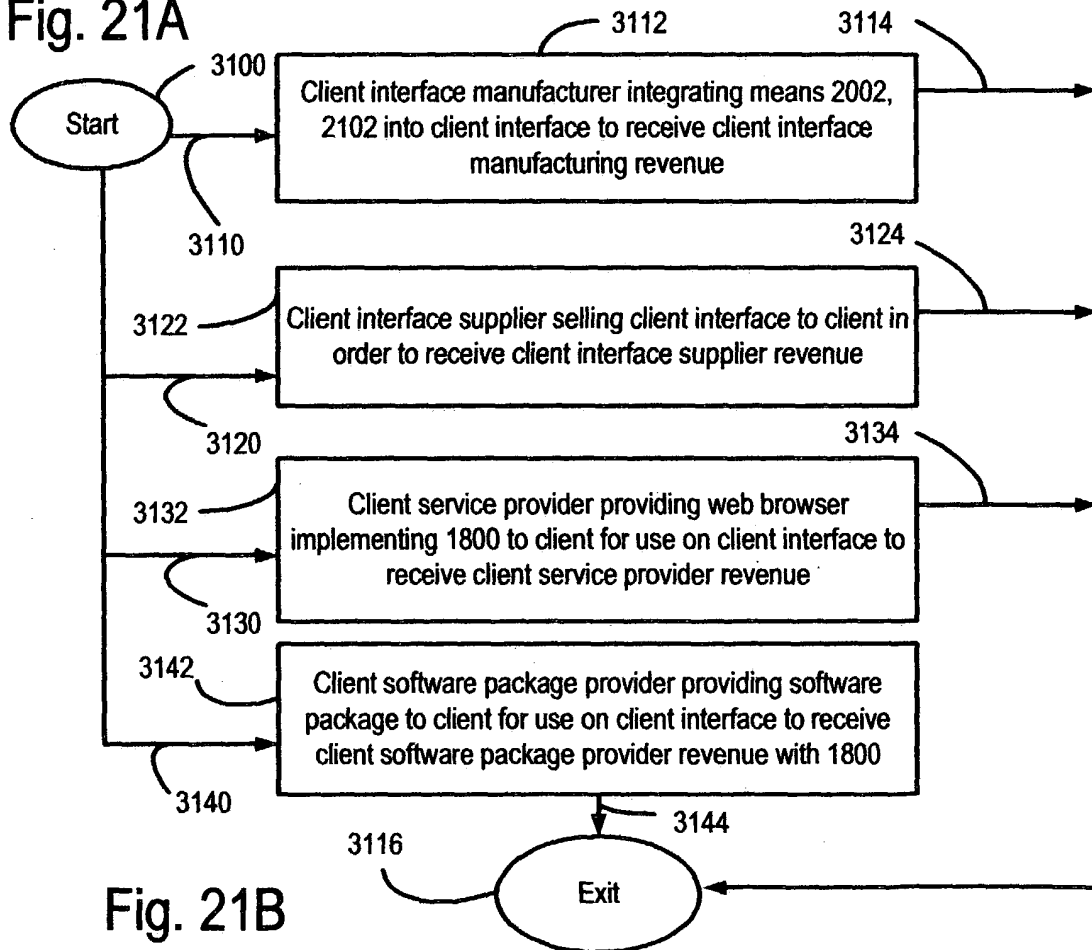 Fig. 21A
3112
3114
3100
Start
Client interface manufacturer integrating means 2002,
2102 into client interface to receive client interface
manufacturing revenue
3110
3124
3122
Client interface supplier selling client interface to client in
order to receive client interface supplier revenue
3120
3134
3132
Client service provider providing web browser
implementing 1800 to client for use on client interface to
receive client service provider revenue
3130
3142
Client software package provider providing software
package to client for use on client interface to receive
client software package provider revenue with 1800
3140
3144
3116
Exit
Fig. 21B